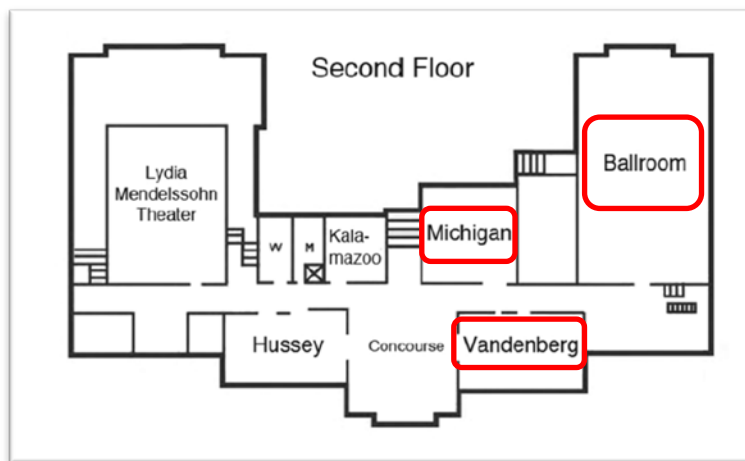 Second Floor
Lydia
Mendelssohn
Theater
W
M
Kala-
mazoo
Michigan
Ballroom
Hussey
Concourse
Vandenberg